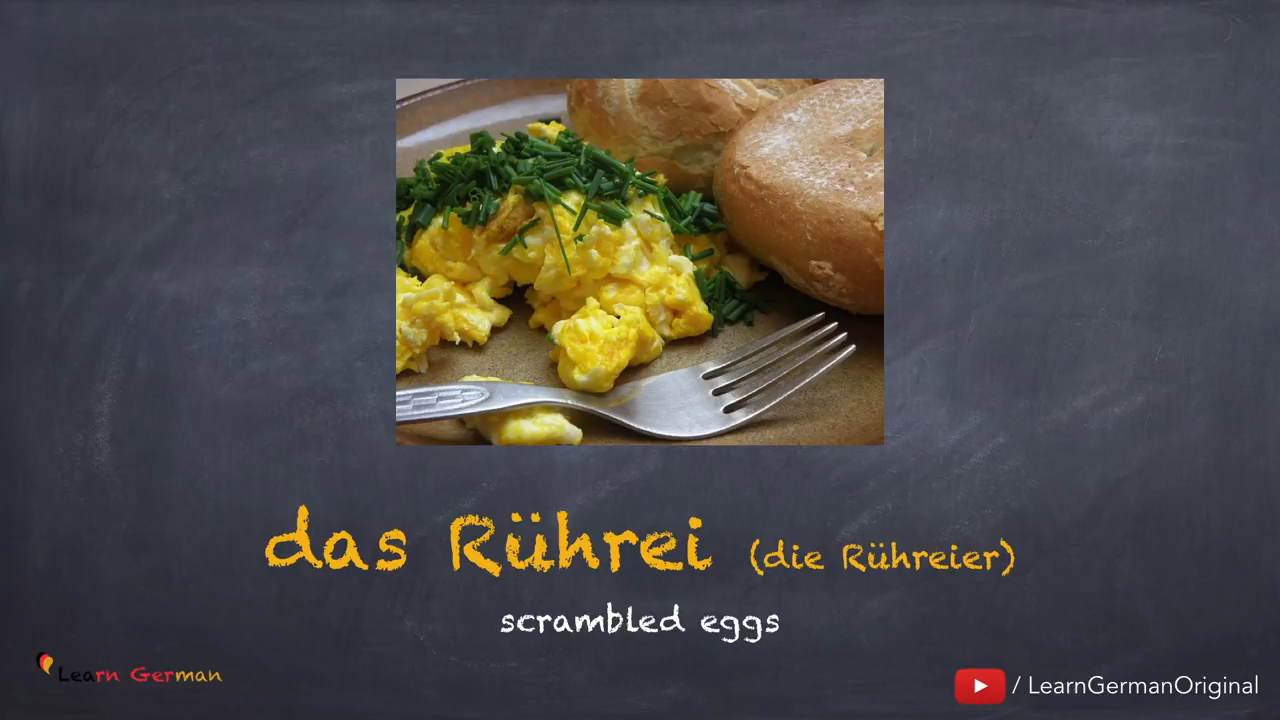 das Rührei (die Rühreier)
scrambled eggs
Learn German
/ LearnGermanOriginal